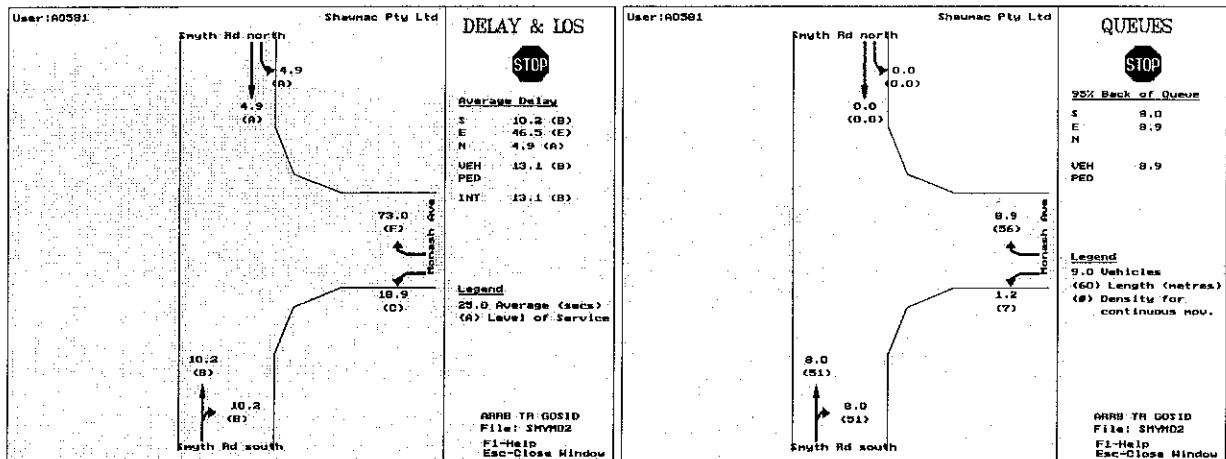 User:A0581
Shawmac Pty Ltd
DELAY & LOS
Smyth Rd north
STOP
4.9
(A)
4.9
(A)
Average Delay
S 10.2 (B)
E 46.5 (E)
N 4.9 (A)
VEH 13.1 (B)
PED
INT 13.1 (B)
73.0
(F)
Monash Ave
18.9
(C)
Legend
25.0 Average (secs)
(A) Level of Service
10.2
(B)
10.2
(B)
Smyth Rd south
ARRB TR GOSID
File: SMYMO2
F1-Help
Esc-Close Window
User:A0581
Shawmac Pty Ltd
QUEUES
Smyth Rd north
STOP
0.0
(0.0)
0.0
(0.0)
95% Back of Queue
S 8.0
E 8.9
N
VEH 8.9
PED
8.9
(56)
Monash Ave
1.2
(7)
Legend
9.0 Vehicles
(60) Length (metres)
(#) Density for
continuous mov.
8.0
(51)
8.0
(51)
Smyth Rd south
ARRB TR GOSID
File: SMYMO2
F1-Help
Esc-Close Window